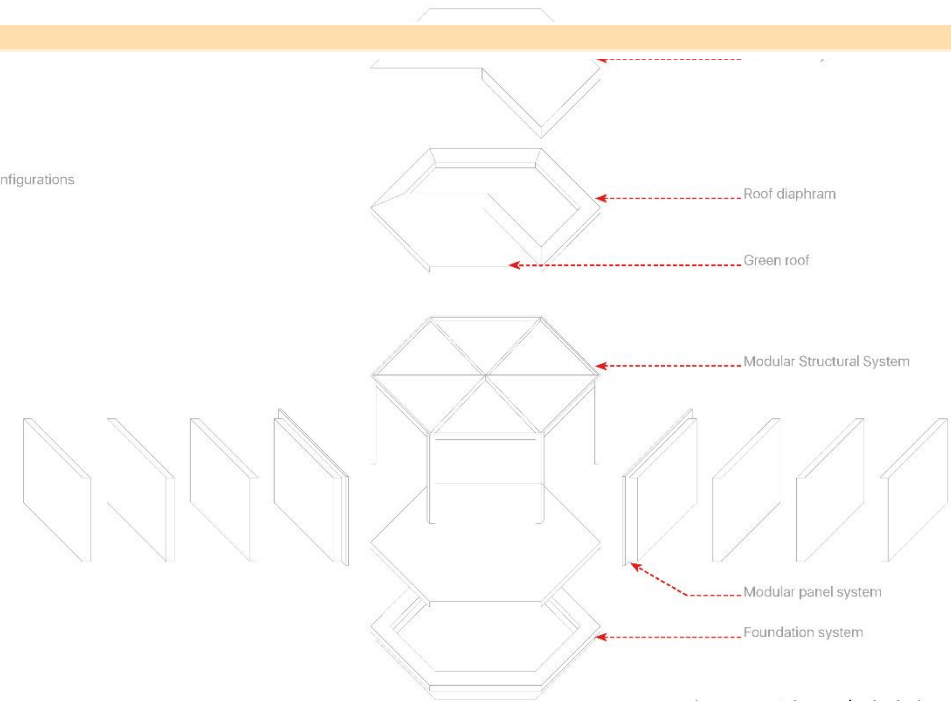 nfigurations
Roof diaphram
Green roof
Modular Structural System
Modular panel system
Foundation system